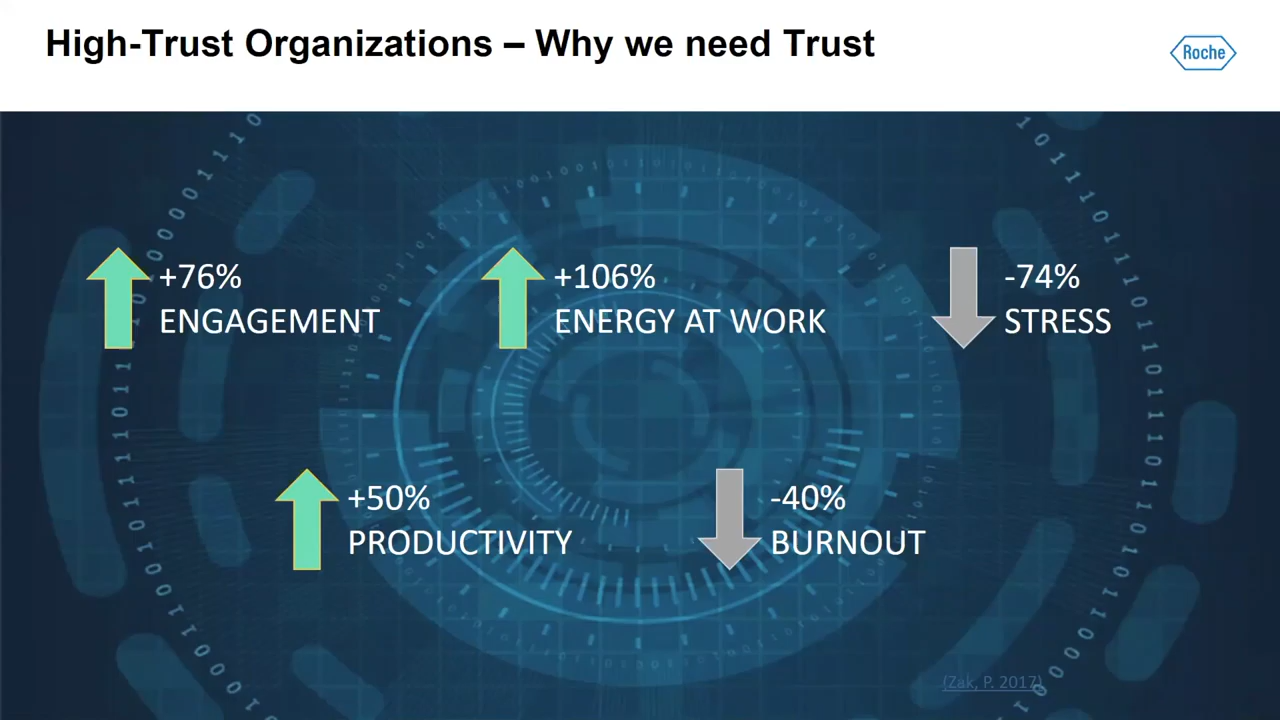 High-Trust Organizations – Why we need Trust
Roche
+76%
ENGAGEMENT
+106%
ENERGY AT WORK
-74%
STRESS
+50%
PRODUCTIVITY
-40%
BURNOUT
(Zak, P. 2017)